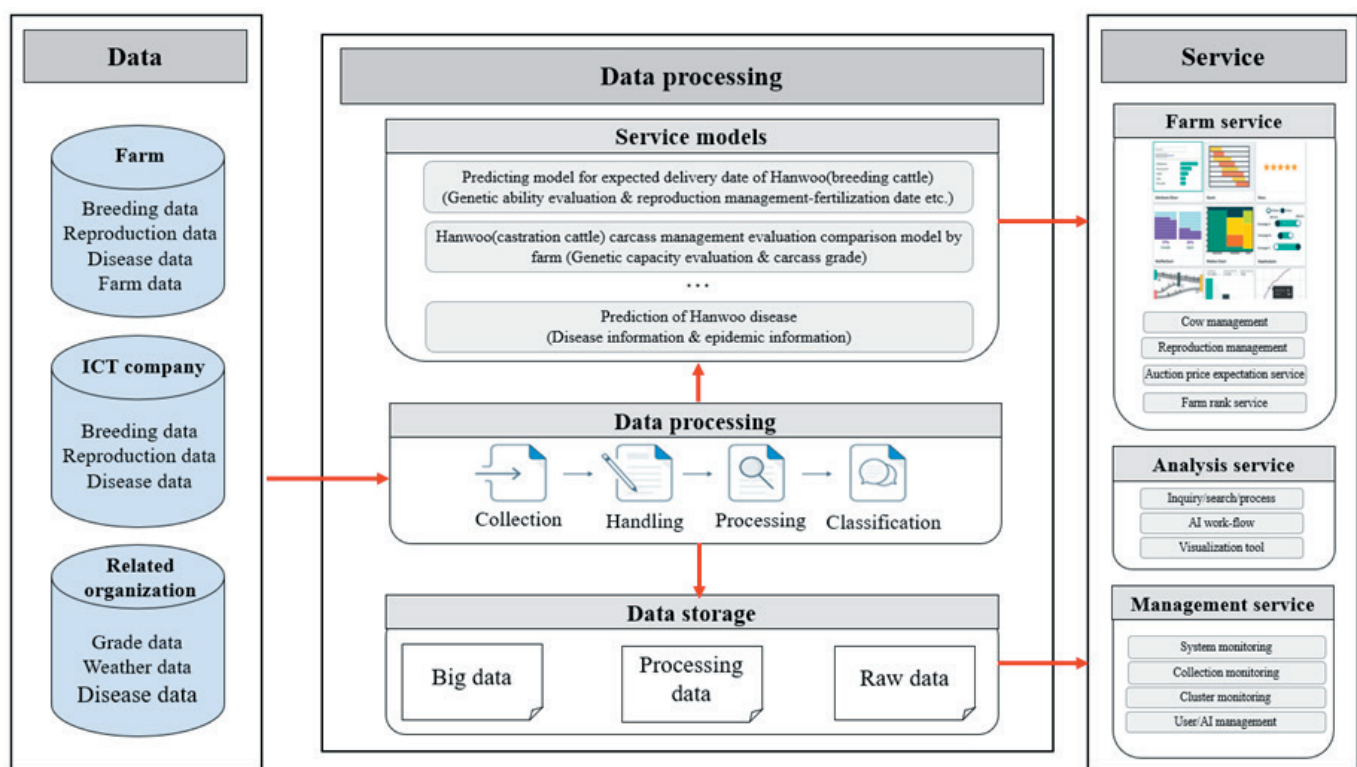 Data
Farm
Breeding data
Reproduction data
Disease data
Farm data
ICT company
Breeding data
Reproduction data
Disease data
Related
organization
Grade data
Weather data
Disease data
Data processing
Service models
Predicting model for expected delivery date of Hanwoo(breeding cattle)
(Genetic ability evaluation & reproduction management-fertilization date etc.)
Hanwoo(castration cattle) carcass management evaluation comparison model by
farm (Genetic capacity evaluation & carcass grade)
...
Prediction of Hanwoo disease
(Disease information & epidemic information)
Data processing
Collection
Handling
Processing
Classification
Data storage
Big data
Processing
data
Raw data
Service
Farm service
Cow management
Reproduction management
Auction price expectation service
Farm rank service
Analysis service
Inquiry/search/process
AI work-flow
Visualization tool
Management service
System monitoring
Collection monitoring
Cluster monitoring
User/AI management